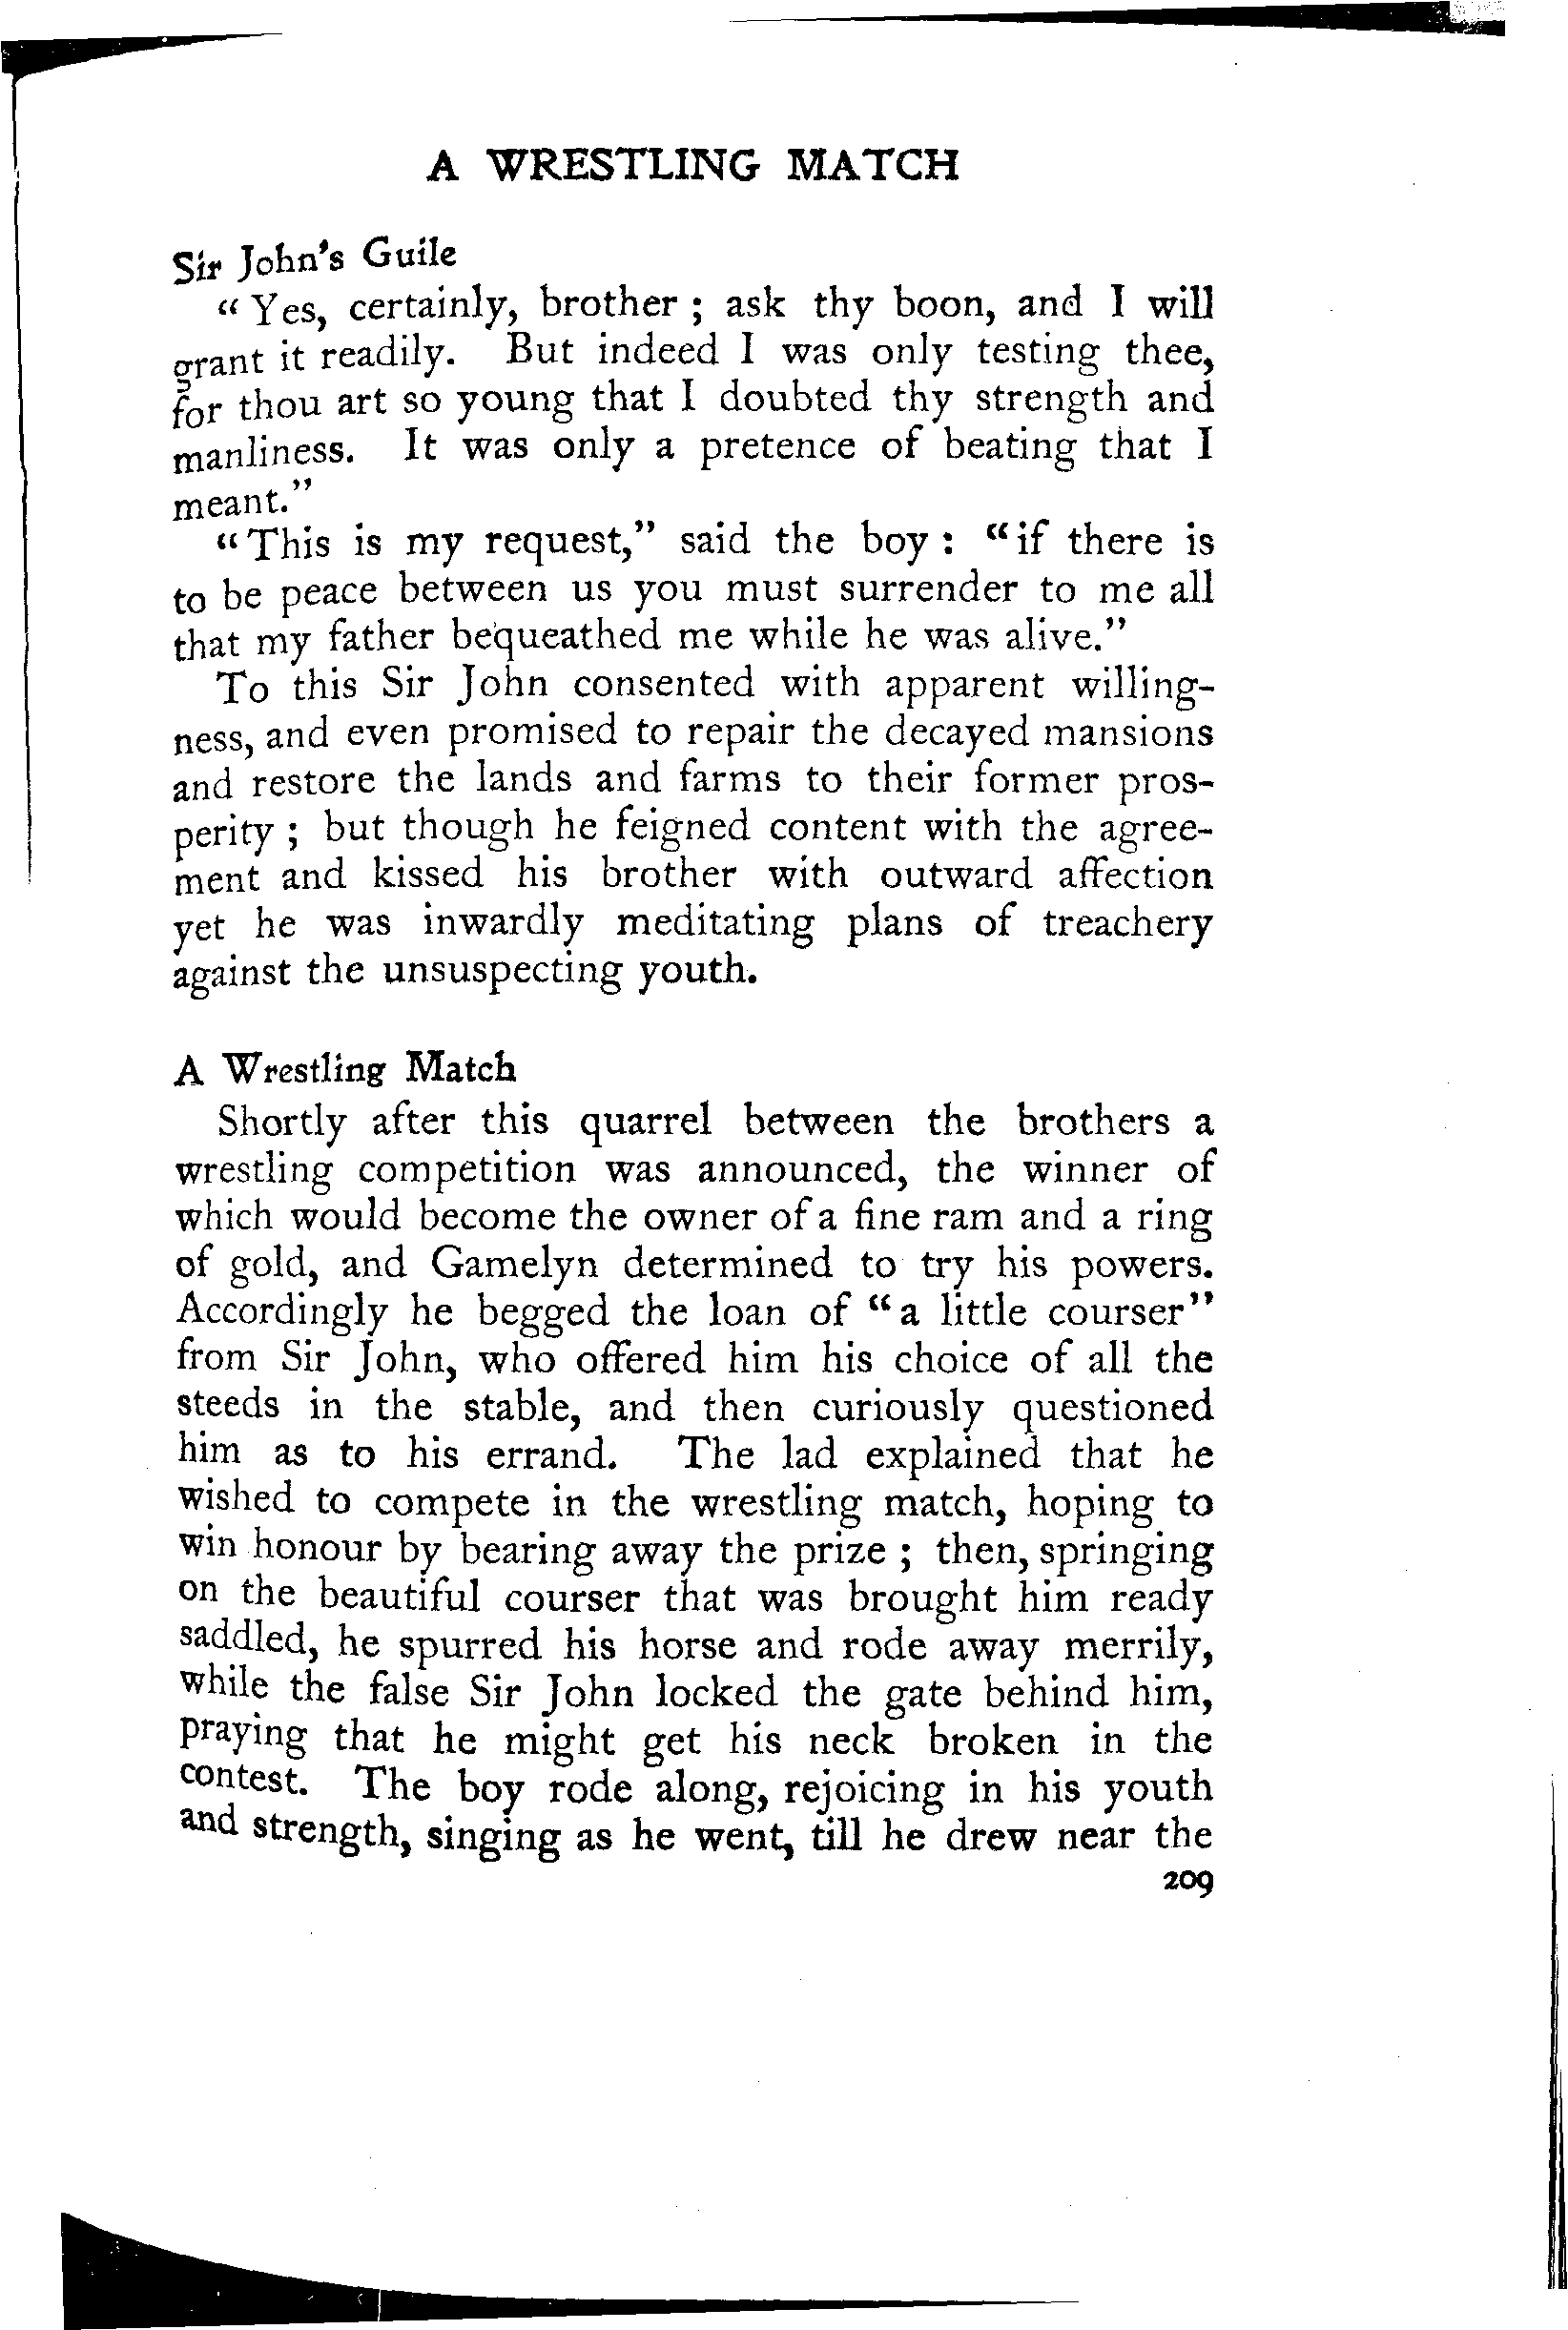 A WRESTLING MATCH
Sir John's Guile
“Yes, certainly, brother ; ask thy boon, and I will
grant it readily. But indeed I was only testing thee,
for thou art so young that I doubted thy strength and
manliness. It was only a pretence of beating that I
meant.”
“This is my request,” said the boy : “if there is
to be peace between us you must surrender to me all
that my father bequeathed me while he was alive.”
To this Sir John consented with apparent willing-
ness, and even promised to repair the decayed mansions
and restore the lands and farms to their former pros-
perity ; but though he feigned content with the agree-
ment and kissed his brother with outward affection
yet he was inwardly meditating plans of treachery
against the unsuspecting youth.
A Wrestling Match
Shortly after this quarrel between the brothers a
wrestling competition was announced, the winner of
which would become the owner of a fine ram and a ring
of gold, and Gamelyn determined to try his powers.
Accordingly he begged the loan of “a little courser”
from Sir John, who offered him his choice of all the
steeds in the stable, and then curiously questioned
him as to his errand. The lad explained that he
wished to compete in the wrestling match, hoping to
win honour by bearing away the prize ; then, springing
on the beautiful courser that was brought him ready
saddled, he spurred his horse and rode away merrily,
while the false Sir John locked the gate behind him,
praying that he might get his neck broken in the
contest. The boy rode along, rejoicing in his youth
and strength, singing as he went, till he drew near the
209